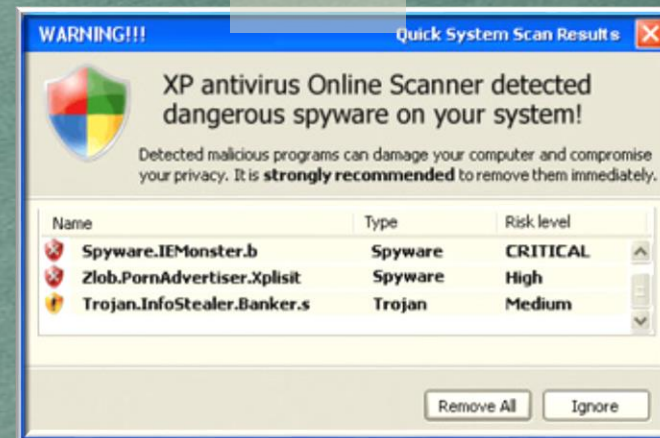 WARNING!!!
Quick System Scan Results
XP antivirus Online Scanner detected
dangerous spyware on your system!
Detected malicious programs can damage your computer and compromise
your privacy. It is strongly recommended to remove them immediately.
Name Type Risk level
Spyware.IEMonster.b Spyware CRITICAL
Zlob.PornAdvertiser.Xplisit Spyware High
Trojan.InfoStealer.Banker.s Trojan Medium
Remove All Ignore